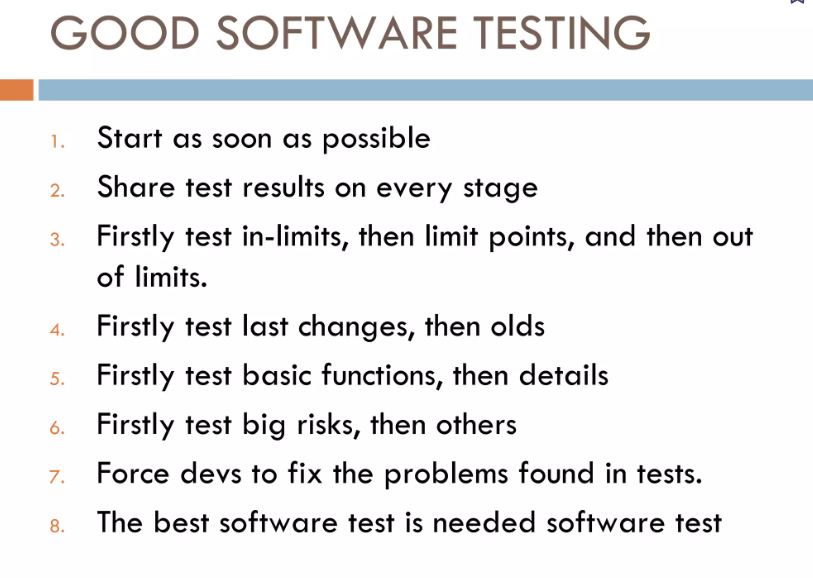 GOOD SOFTWARE TESTING
1. Start as soon as possible
2. Share test results on every stage
3. Firstly test in-limits, then limit points, and then out
of limits.
4. Firstly test last changes, then olds
5. Firstly test basic functions, then details
6. Firstly test big risks, then others
7. Force devs to fix the problems found in tests.
8. The best software test is needed software test